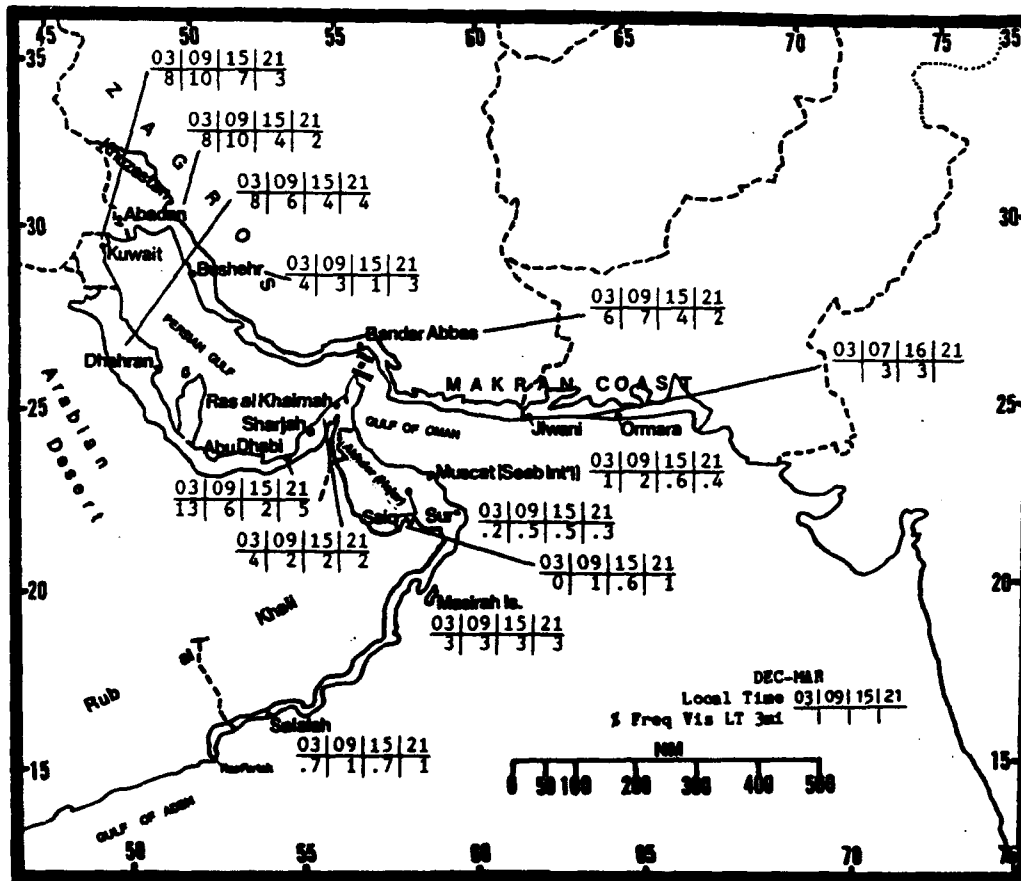 45 50 55 60 65 70 75 35
35
03 09 15 21
8 10 7 3
Z A G R O S
03 09 15 21
8 10 4 2
Khuzestan
03 09 15 21
8 6 4 4
Abadan
30
30
Kuwait
Bushehr
03 09 15 21
4 3 1 3
03 09 15 21
6 7 4 2
PERSIAN GULF
Bandar Abbas
Dhahran
03 07 16 21
3 3
MAKRAN COAST
Arabian Desert
Ras al Khaimah
25
25
Sharjah
GULF OF OMAN
Jiwani
Ormara
Abu Dhabi
Muscat (Seeb Int'l)
03 09 15 21
1 2 .6 .4
03 09 15 21
13 6 2 5
Saiq
Sur
03 09 15 21
.2 .5 .5 .3
03 09 15 21
4 2 2 2
03 09 15 21
0 1 .6 1
20
20
Masirah Is.
03 09 15 21
3 3 3 3
Rub al Khali
DEC-MAR
Local Time 03 09 15 21
% Freq Vis LT 3mi
Salalah
03 09 15 21
.7 1 .7 1
NM
0 50 100 200 300 400 500
15
15
GULF OF ADEN
50 55 60 65 70 75